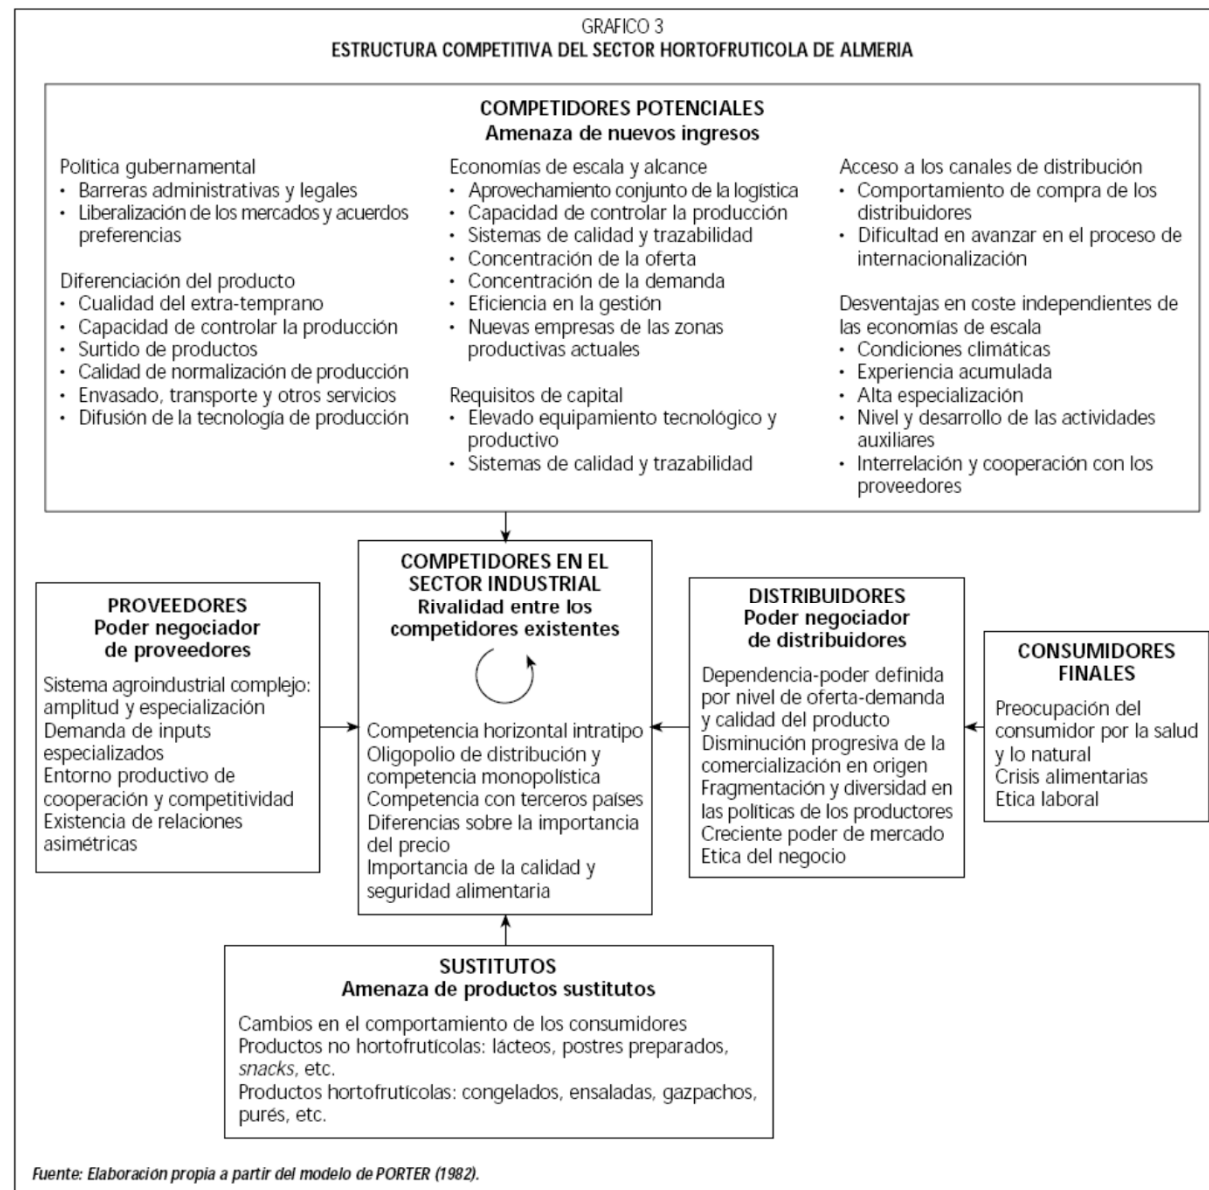 GRAFICO 3
ESTRUCTURA COMPETITIVA DEL SECTOR HORTOFRUTICOLA DE ALMERIA
COMPETIDORES POTENCIALES
Amenaza de nuevos ingresos
Política gubernamental
• Barreras administrativas y legales
• Liberalización de los mercados y acuerdos
preferencias
Diferenciación del producto
• Cualidad del extra-temprano
• Capacidad de controlar la producción
• Surtido de productos
• Calidad de normalización de producción
• Envasado, transporte y otros servicios
• Difusión de la tecnología de producción
Economías de escala y alcance
• Aprovechamiento conjunto de la logística
• Capacidad de controlar la producción
• Sistemas de calidad y trazabilidad
• Concentración de la oferta
• Concentración de la demanda
• Eficiencia en la gestión
• Nuevas empresas de las zonas
productivas actuales
Requisitos de capital
• Elevado equipamiento tecnológico y
productivo
• Sistemas de calidad y trazabilidad
Acceso a los canales de distribución
• Comportamiento de compra de los
distribuidores
• Dificultad en avanzar en el proceso de
internacionalización
Desventajas en coste independientes de
las economías de escala
• Condiciones climáticas
• Experiencia acumulada
• Alta especialización
• Nivel y desarrollo de las actividades
auxiliares
• Interrelación y cooperación con los
proveedores
PROVEEDORES
Poder negociador
de proveedores
Sistema agroindustrial complejo:
amplitud y especialización
Demanda de inputs
especializados
Entorno productivo de
cooperación y competitividad
Existencia de relaciones
asimétricas
COMPETIDORES EN EL
SECTOR INDUSTRIAL
Rivalidad entre los
competidores existentes
Competencia horizontal intratipo
Oligopolio de distribución y
competencia monopolística
Competencia con terceros países
Diferencias sobre la importancia
del precio
Importancia de la calidad y
seguridad alimentaria
DISTRIBUIDORES
Poder negociador
de distribuidores
Dependencia-poder definida
por nivel de oferta-demanda
y calidad del producto
Disminución progresiva de la
comercialización en origen
Fragmentación y diversidad en
las políticas de los productores
Creciente poder de mercado
Etica del negocio
CONSUMIDORES
FINALES
Preocupación del
consumidor por la salud
y lo natural
Crisis alimentarias
Etica laboral
SUSTITUTOS
Amenaza de productos sustitutos
Cambios en el comportamiento de los consumidores
Productos no hortofrutícolas: lácteos, postres preparados,
snacks, etc.
Productos hortofrutícolas: congelados, ensaladas, gazpachos,
purés, etc.
Fuente: Elaboración propia a partir del modelo de PORTER (1982).